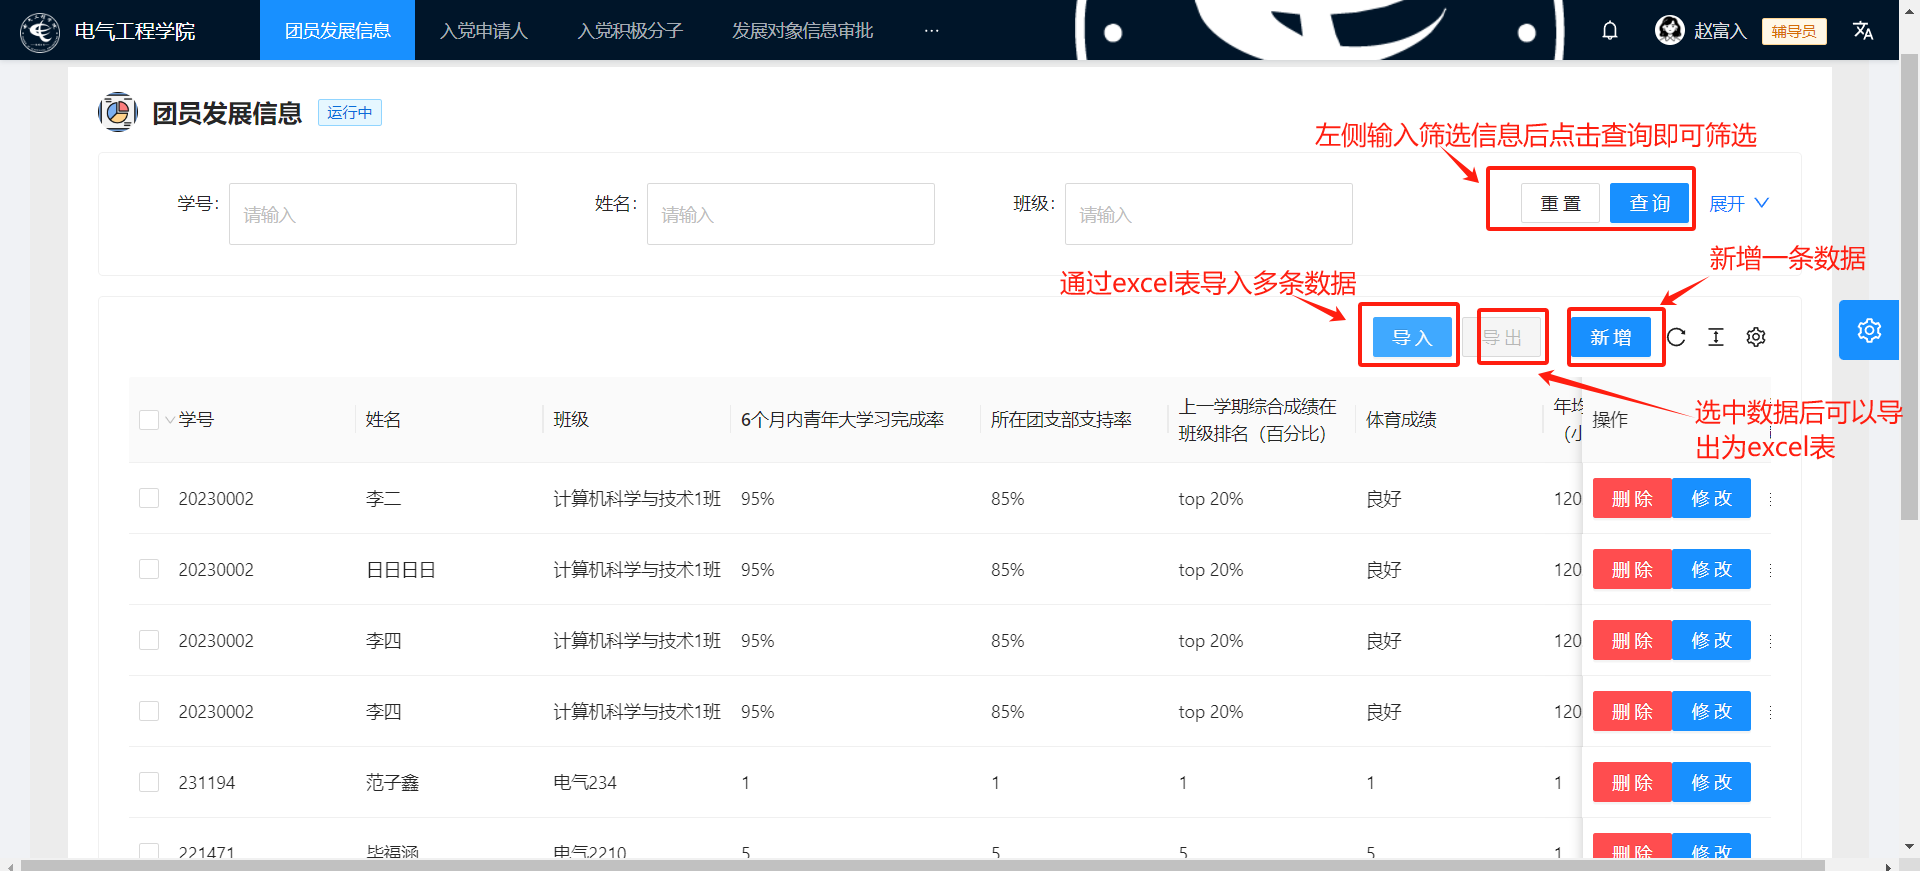 电气工程学院
团员发展信息
入党申请人
入党积极分子
发展对象信息审批
···
赵富入
辅导员
团员发展信息
运行中
左侧输入筛选信息后点击查询即可筛选
学号:
请输入
姓名:
请输入
班级:
请输入
重置
查询
展开
新增一条数据
通过excel表导入多条数据
导入
导出
新增
选中数据后可以导
出为excel表
学号
姓名
班级
6个月内青年大学习完成率
所在团支部支持率
上一学期综合成绩在
班级排名（百分比）
体育成绩
年均
（小
操作
20230002 李二 计算机科学与技术1班 95% 85% top 20% 良好 120 删除 修改
20230002 日日日日 计算机科学与技术1班 95% 85% top 20% 良好 120 删除 修改
20230002 李四 计算机科学与技术1班 95% 85% top 20% 良好 120 删除 修改
20230002 李四 计算机科学与技术1班 95% 85% top 20% 良好 120 删除 修改
231194 范子鑫 电气234 1 1 1 1 1 删除 修改
221471 毕福涵 电气2210 5 5 5 5 1 删除 修改